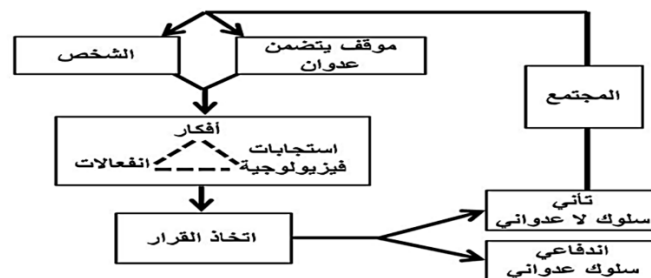 الشخص
موقف يتضمن
عدوان
المجتمع
أفكار
استجابات
فيزيولوجية
انفعالات
اتخاذ القرار
تأني
سلوك لا عدواني
اندفاعي
سلوك عدواني